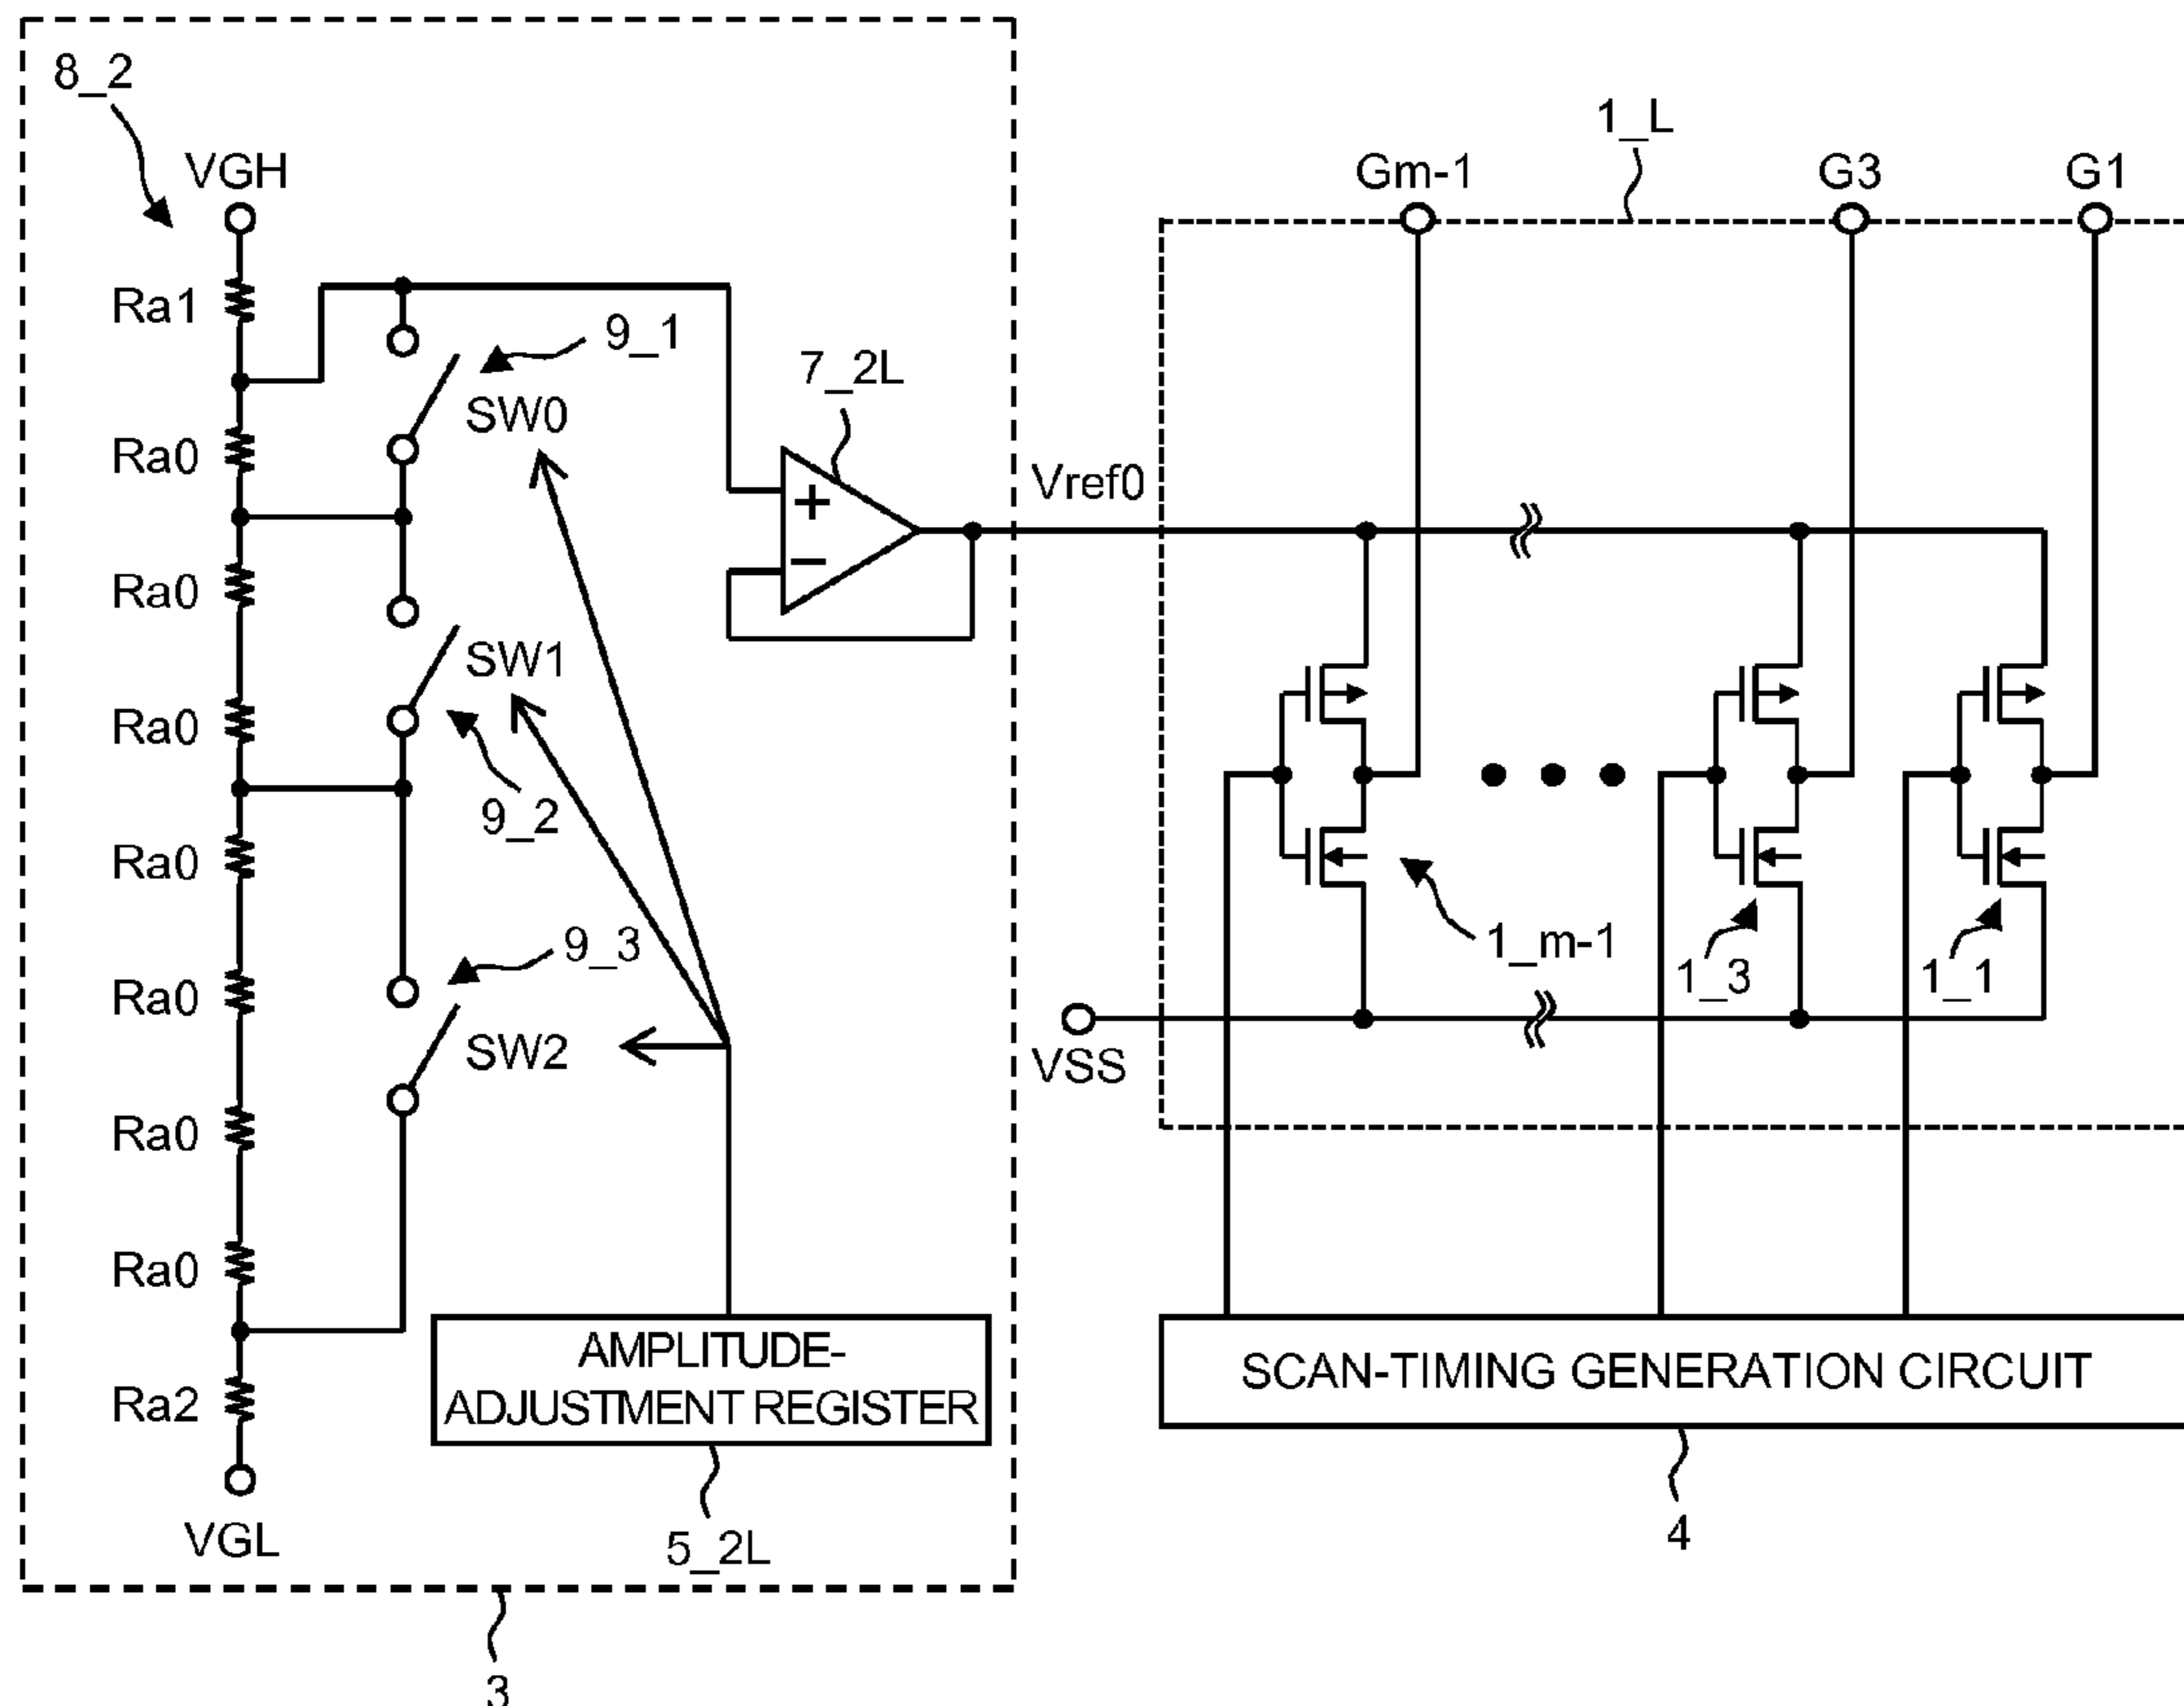 8_2
VGH
Ra1
Ra0
Ra0
Ra0
Ra0
Ra0
Ra0
Ra0
Ra2
VGL
9_1
SW0
SW1
9_2
9_3
SW2
7_2L
Vref0
AMPLITUDE-
ADJUSTMENT REGISTER
5_2L
3
1_L
Gm-1
G3
G1
1_m-1
1_3
1_1
VSS
SCAN-TIMING GENERATION CIRCUIT
4